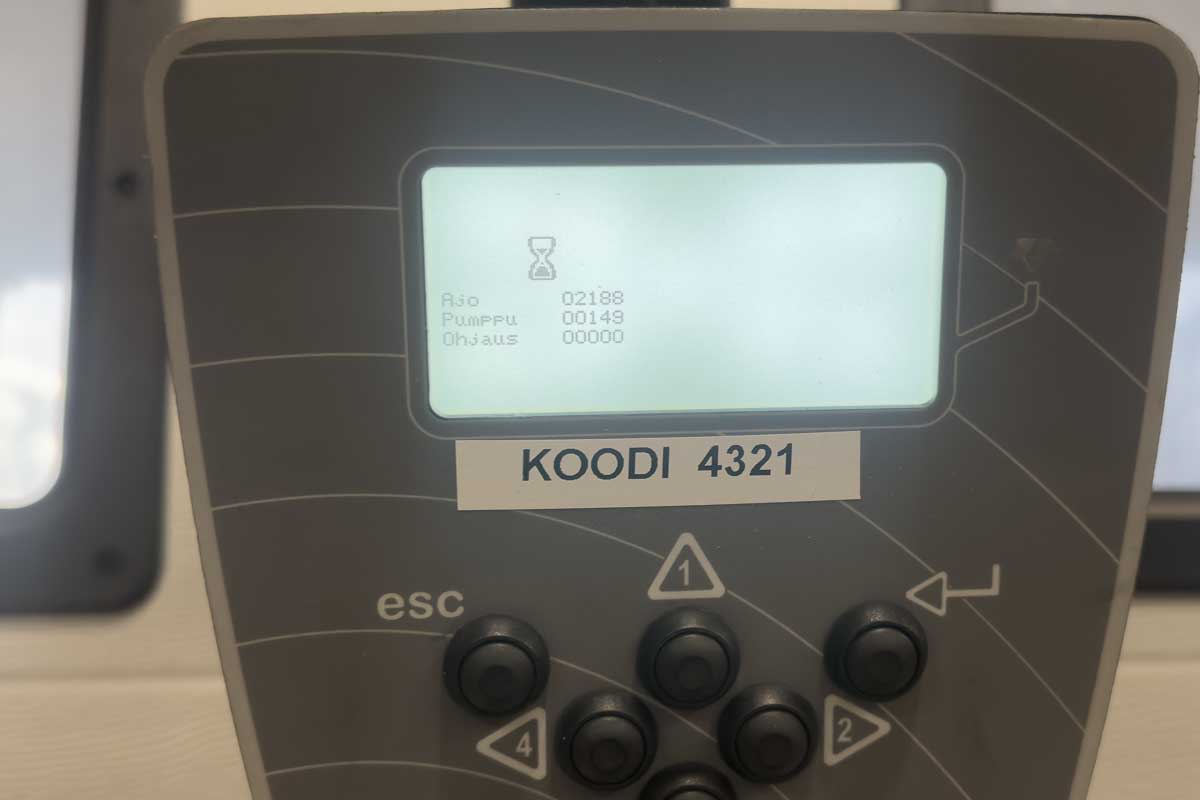 Ajo 02188
Pumppu 00149
Ohjaus 00000
KOODI 4321
1
esc
4
2